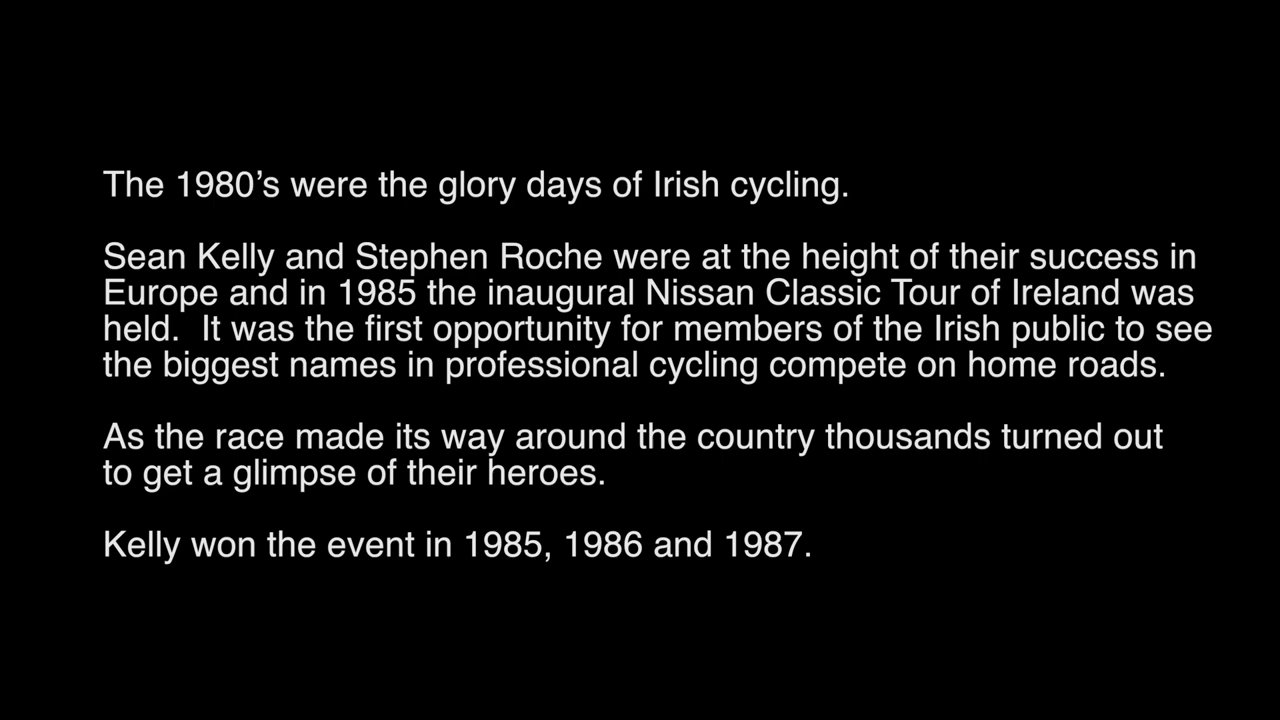 The 1980’s were the glory days of Irish cycling.
Sean Kelly and Stephen Roche were at the height of their success in
Europe and in 1985 the inaugural Nissan Classic Tour of Ireland was
held.  It was the first opportunity for members of the Irish public to see
the biggest names in professional cycling compete on home roads.
As the race made its way around the country thousands turned out
to get a glimpse of their heroes.
Kelly won the event in 1985, 1986 and 1987.